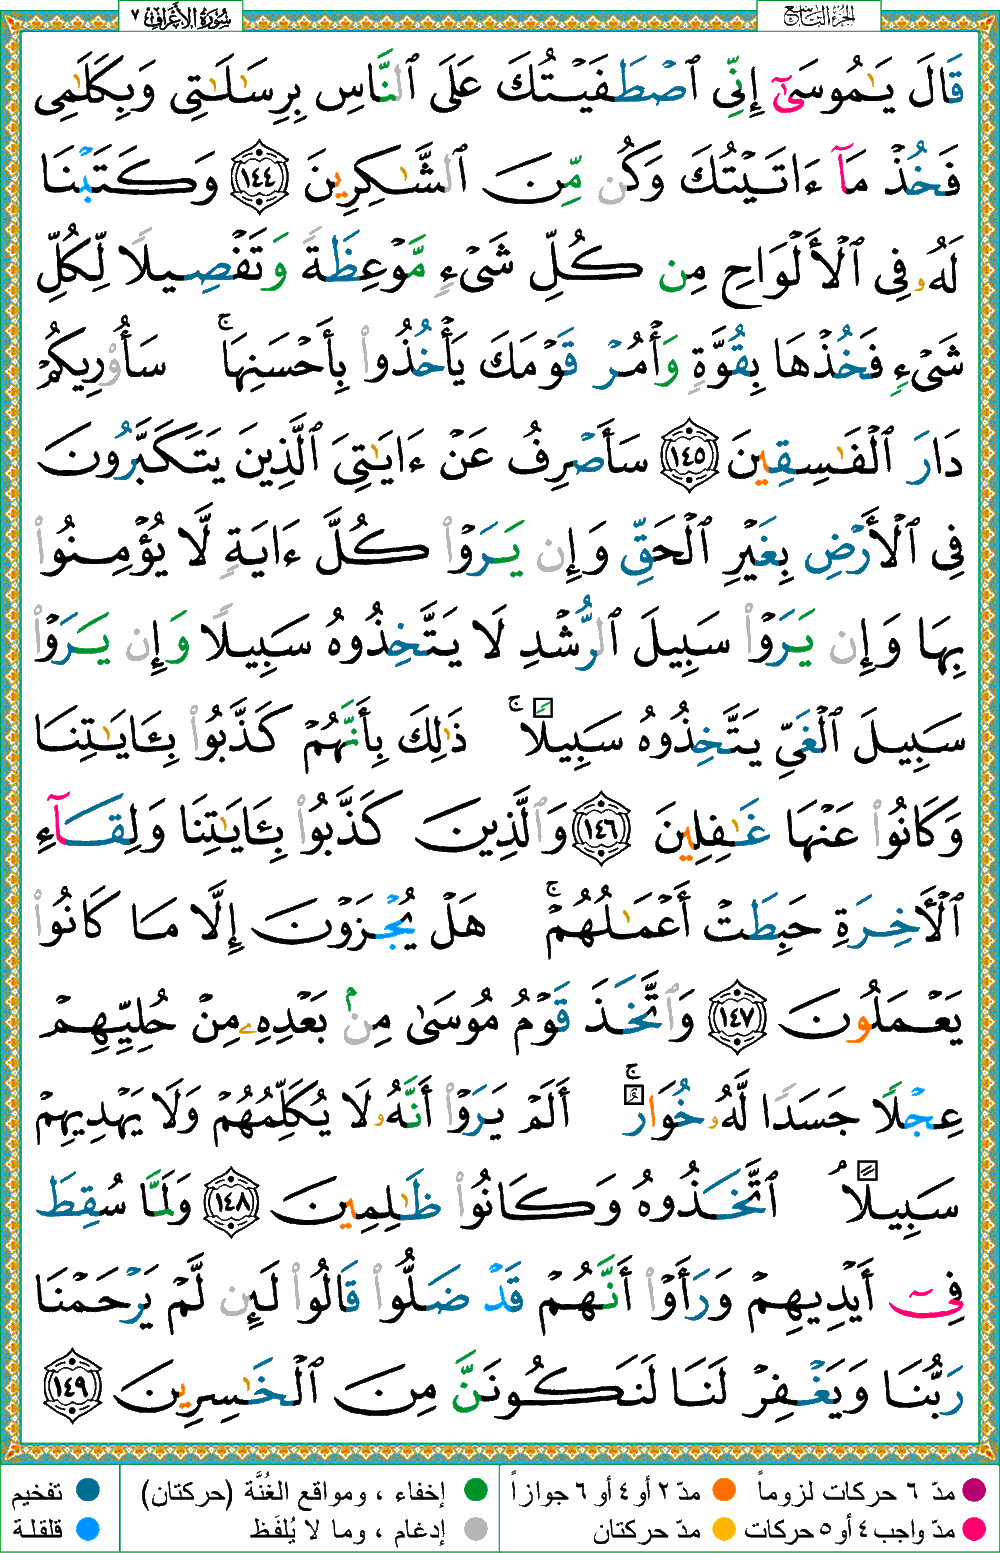 سُورَةُ الأَعْرَافِ ٧
الجُزْءُ التَّاسِعُ
قَالَ يَٰمُوسَىٰٓ إِنِّى ٱصْطَفَيْتُكَ عَلَى ٱلنَّاسِ بِرِسَٰلَٰتِى وَبِكَلَٰمِى
فَخُذْ مَآ ءَاتَيْتُكَ وَكُن مِّنَ ٱلشَّٰكِرِينَ ١٤٤ وَكَتَبْنَا
لَهُۥ فِى ٱلْأَلْوَاحِ مِن كُلِّ شَىْءٍ مَّوْعِظَةً وَتَفْصِيلًا لِّكُلِّ
شَىْءٍ فَخُذْهَا بِقُوَّةٍ وَأْمُرْ قَوْمَكَ يَأْخُذُوا۟ بِأَحْسَنِهَا ۚ سَأُو۟رِيكُمْ
دَارَ ٱلْفَٰسِقِينَ ١٤٥ سَأَصْرِفُ عَنْ ءَايَٰتِىَ ٱلَّذِينَ يَتَكَبَّرُونَ
فِى ٱلْأَرْضِ بِغَيْرِ ٱلْحَقِّ وَإِن يَرَوْا۟ كُلَّ ءَايَةٍ لَّا يُؤْمِنُوا۟
بِهَا وَإِن يَرَوْا۟ سَبِيلَ ٱلرُّشْدِ لَا يَتَّخِذُوهُ سَبِيلًا وَإِن يَرَوْا۟
سَبِيلَ ٱلْغَىِّ يَتَّخِذُوهُ سَبِيلًا ۚ ذَٰلِكَ بِأَنَّهُمْ كَذَّبُوا۟ بِـَٔايَٰتِنَا
وَكَانُوا۟ عَنْهَا غَٰفِلِينَ ١٤٦ وَٱلَّذِينَ كَذَّبُوا۟ بِـَٔايَٰتِنَا وَلِقَآءِ
ٱلْءَاخِرَةِ حَبِطَتْ أَعْمَٰلُهُمْ ۚ هَلْ يُجْزَوْنَ إِلَّا مَا كَانُوا۟
يَعْمَلُونَ ١٤٧ وَٱتَّخَذَ قَوْمُ مُوسَىٰ مِنۢ بَعْدِهِۦ مِنْ حُلِيِّهِمْ
عِجْلًا جَسَدًا لَّهُۥ خُوَارٌ ۚ أَلَمْ يَرَوْا۟ أَنَّهُۥ لَا يُكَلِّمُهُمْ وَلَا يَهْدِيهِمْ
سَبِيلًا ۘ ٱتَّخَذُوهُ وَكَانُوا۟ ظَٰلِمِينَ ١٤٨ وَلَمَّا سُقِطَ
فِىٓ أَيْدِيهِمْ وَرَأَوْا۟ أَنَّهُمْ قَدْ ضَلُّوا۟ قَالُوا۟ لَئِن لَّمْ يَرْحَمْنَا
رَبُّنَا وَيَغْفِرْ لَنَا لَنَكُونَنَّ مِنَ ٱلْخَٰسِرِينَ ١٤٩
مدّ ٦ حركات لزوماً مدّ ٢ أو ٤ أو ٦ جوازاً
مدّ واجب ٤ أو ٥ حركات مدّ حركتان
إخفاء ، ومواقع الغُنَّة (حركتان)
إدغام ، وما لا يُلفَظ
تفخيم
قلقلة